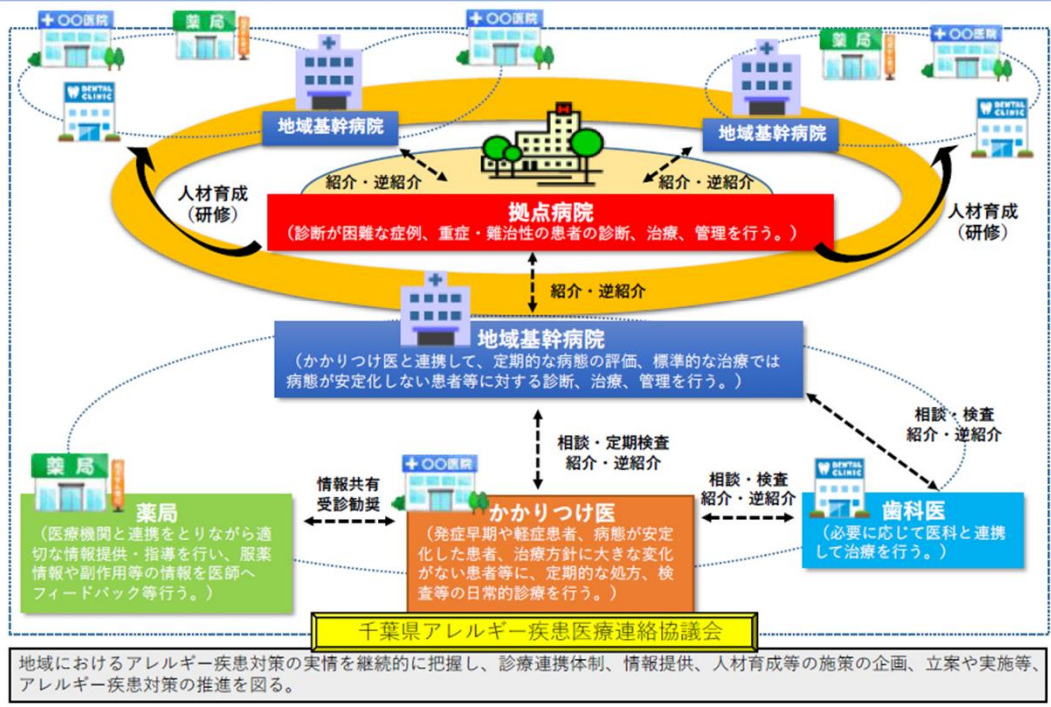 ○○医院
薬局
○○医院
薬局
○○医院
DENTAL
CLINIC
DENTAL
CLINIC
地域基幹病院
地域基幹病院
紹介・逆紹介
紹介・逆紹介
人材育成
（研修）
人材育成
（研修）
拠点病院
（診断が困難な症例、重症・難治性の患者の診断、治療、管理を行う。）
紹介・逆紹介
地域基幹病院
（かかりつけ医と連携して、定期的な病態の評価、標準的な治療では
病態が安定化しない患者等に対する診断、治療、管理を行う。）
相談・検査
紹介・逆紹介
相談・定期検査
紹介・逆紹介
薬局
○○医院
DENTAL
CLINIC
情報共有
受診勧奨
相談・検査
紹介・逆紹介
薬局
（医療機関と連携をとりながら適
切な情報提供・指導を行い、服薬
情報や副作用等の情報を医師へ
フィードバック等行う。）
かかりつけ医
（発症早期や軽症患者、病態が安定
化した患者、治療方針に大きな変化
がない患者等に、定期的な処方、検
査等の日常的診療を行う。）
歯科医
（必要に応じて医科と連携
して治療を行う。）
千葉県アレルギー疾患医療連絡協議会
地域におけるアレルギー疾患対策の実情を継続的に把握し、診療連携体制、情報提供、人材育成等の施策の企画、立案や実施等、
アレルギー疾患対策の推進を図る。